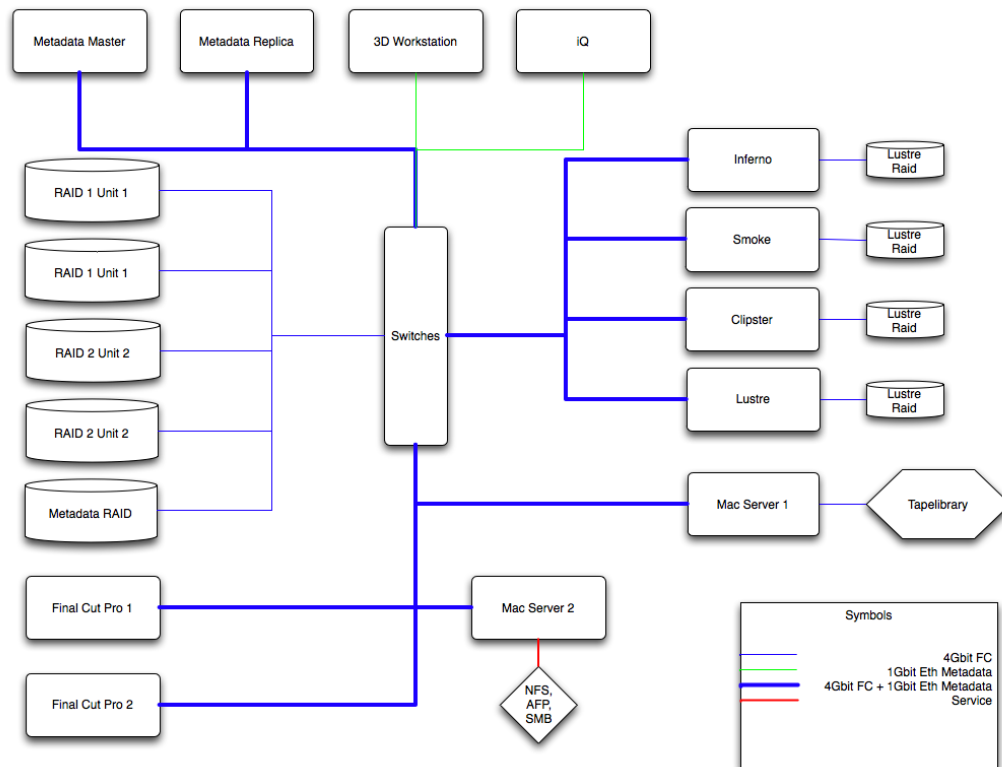 Metadata Master
Metadata Replica
3D Workstation
iQ
RAID 1 Unit 1
RAID 1 Unit 1
RAID 2 Unit 2
RAID 2 Unit 2
Metadata RAID
Switches
Inferno
Lustre
Raid
Smoke
Lustre
Raid
Clipster
Lustre
Raid
Lustre
Lustre
Raid
Mac Server 1
Tapelibrary
Final Cut Pro 1
Mac Server 2
Final Cut Pro 2
NFS,
AFP,
SMB
Symbols
4Gbit FC
1Gbit Eth Metadata
4Gbit FC + 1Gbit Eth Metadata
Service